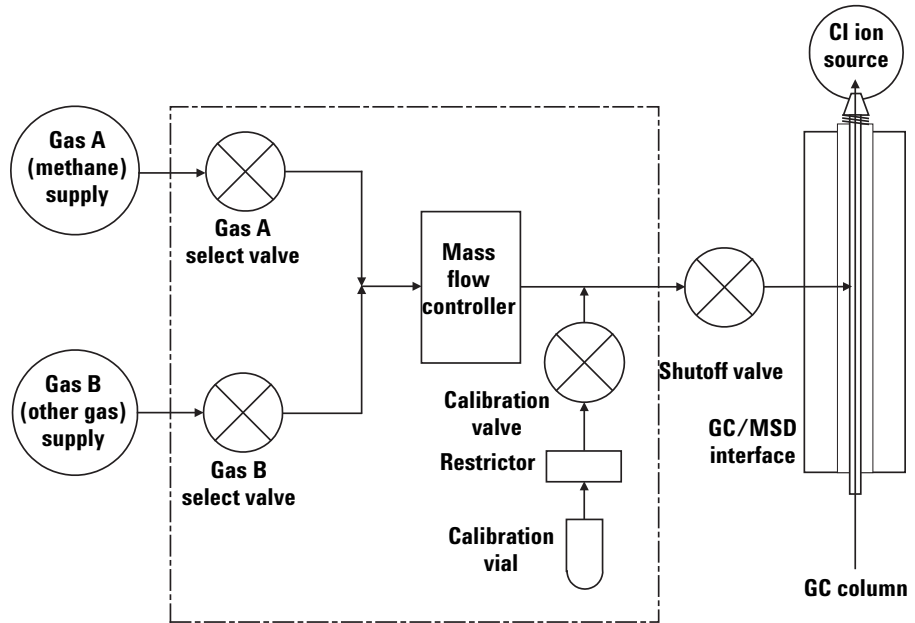 CI ion
source
Gas A
(methane)
supply
Gas A
select valve
Mass
flow
controller
Gas B
(other gas)
supply
Gas B
select valve
Calibration
valve
Restrictor
Calibration
vial
Shutoff valve
GC/MSD
interface
GC column